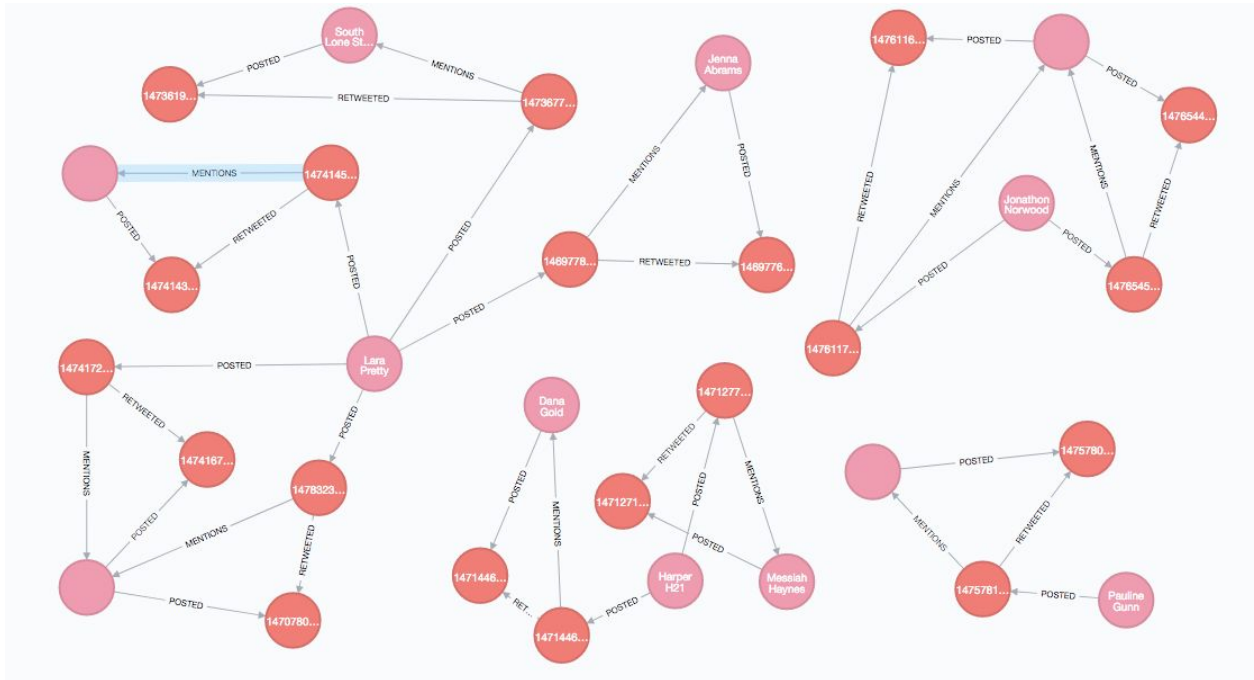 South
Lone St...
1476116...
POSTED
Jenna
Abrams
POSTED
MENTIONS
POSTED
1473619...
RETWEETED
1473677...
1476544...
MENTIONS
POSTED
MENTIONS
1474145...
MENTIONS
RETWEETED
RETWEETED
MENTIONS
Jonathon
Norwood
POSTED
RETWEETED
POSTED
POSTED
1469778...
RETWEETED
1469776...
1474143...
POSTED
POSTED
1476545...
POSTED
1476117...
1474172...
POSTED
Lara
Pretty
RETWEETED
POSTED
Dana
Gold
1471277...
RETWEETED
MENTIONS
1474167...
MENTIONS
POSTED
1475780...
POSTED
1478323...
POSTED
POSTED
1471271...
MENTIONS
RETWEETED
POSTED
MENTIONS
RETWEETED
MENTIONS
POSTED
1471446...
Harper
H21
Messiah
Haynes
1475781...
POSTED
Pauline
Gunn
POSTED
RET...
POSTED
1470780...
1471446...